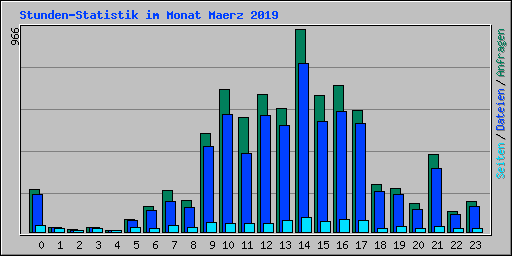 Stunden-Statistik im Monat Maerz 2019
966
Seiten / Dateien / Anfragen
0 1 2 3 4 5 6 7 8 9 10 11 12 13 14 15 16 17 18 19 20 21 22 23